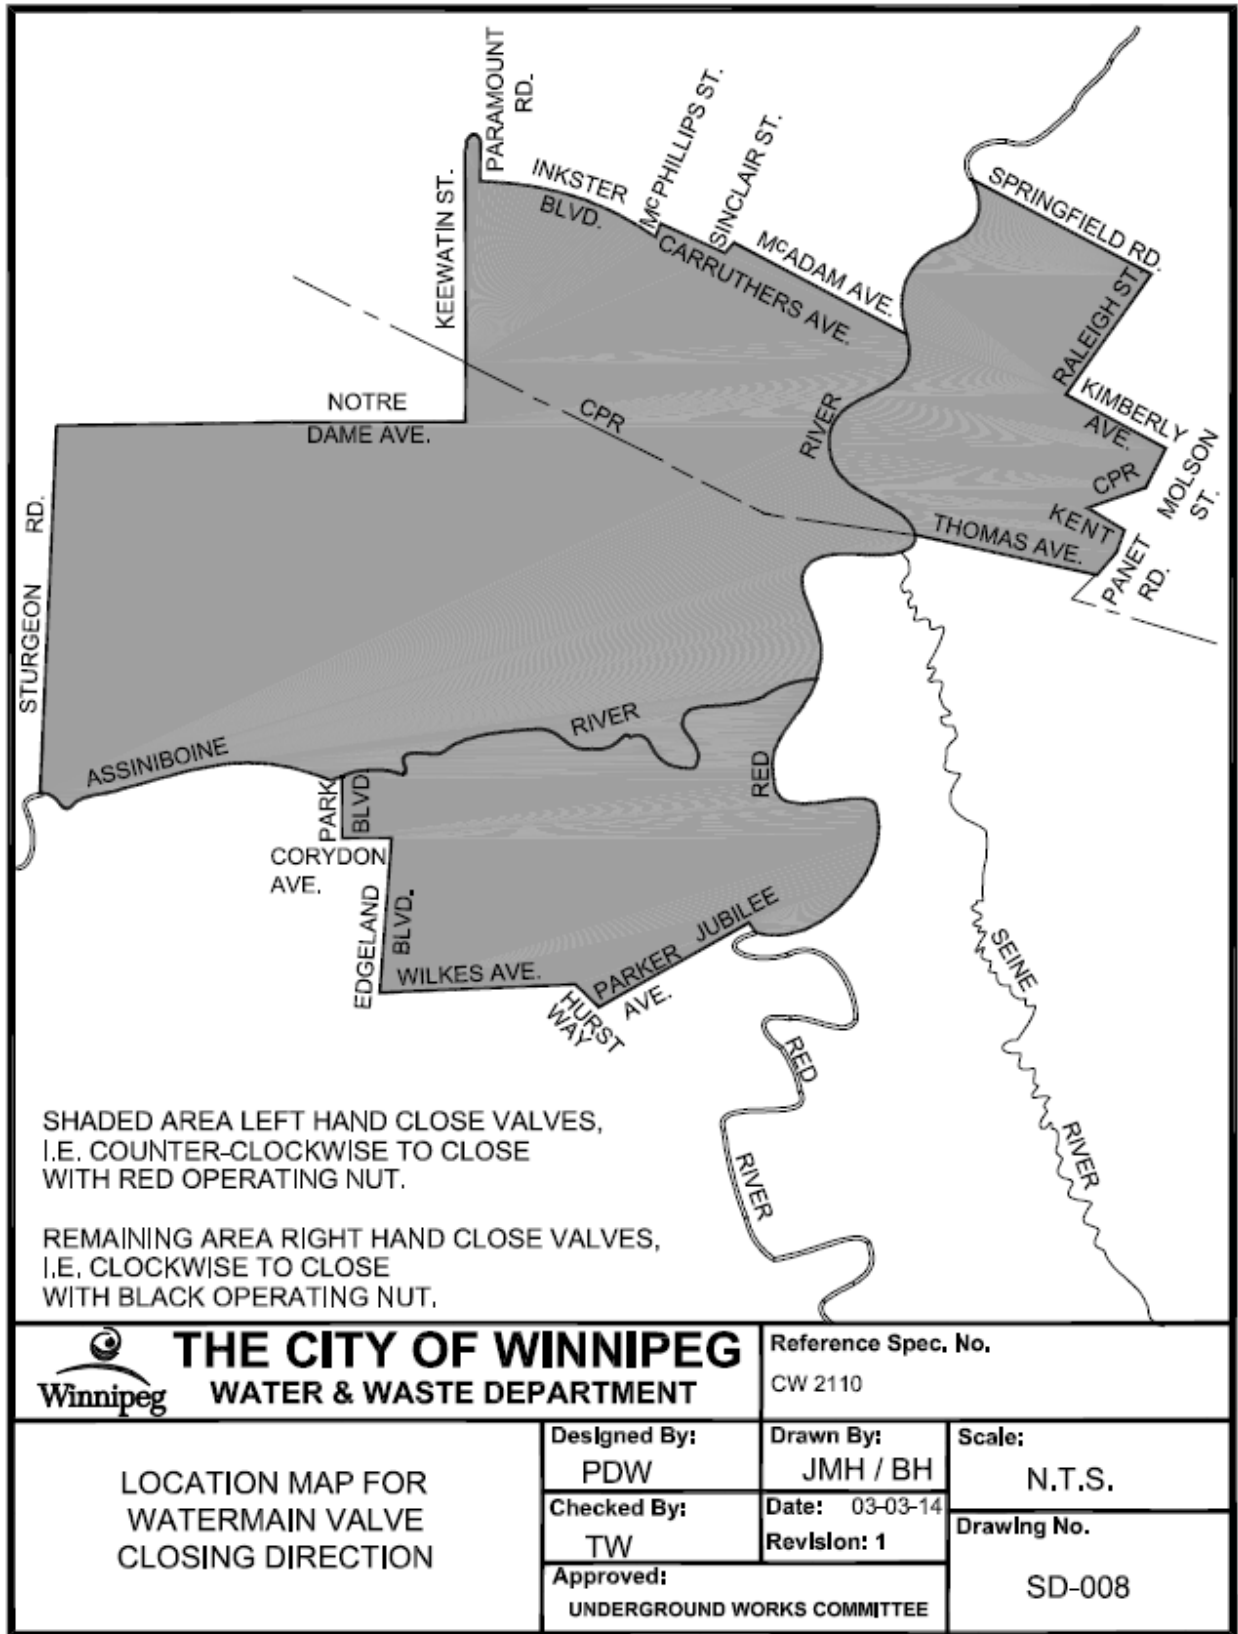 PARAMOUNT
RD.
KEEWATIN ST.
INKSTER
BLVD.
McPHILLIPS ST.
SINCLAIR ST.
CARRUTHERS AVE.
McADAM AVE.
SPRINGFIELD RD.
RALEIGH ST.
KIMBERLY
AVE.
CPR
MOLSON
ST.
KENT
THOMAS AVE.
PANET
RD.
NOTRE
DAME AVE.
CPR
RIVER
STURGEON RD.
ASSINIBOINE
RIVER
RED
PARK
BLVD.
CORYDON
AVE.
EDGELAND
BLVD.
WILKES AVE.
HURST
WAY
PARKER
AVE.
JUBILEE
RED
RIVER
SEINE
RIVER
SHADED AREA LEFT HAND CLOSE VALVES,
I.E. COUNTER-CLOCKWISE TO CLOSE
WITH RED OPERATING NUT.
REMAINING AREA RIGHT HAND CLOSE VALVES,
I.E. CLOCKWISE TO CLOSE
WITH BLACK OPERATING NUT.
Winnipeg
THE CITY OF WINNIPEG
WATER & WASTE DEPARTMENT
Reference Spec. No.
CW 2110
LOCATION MAP FOR
WATERMAIN VALVE
CLOSING DIRECTION
Designed By:
PDW
Drawn By:
JMH / BH
Scale:
N.T.S.
Checked By:
TW
Date: 03-03-14
Revision: 1
Drawing No.
SD-008
Approved:
UNDERGROUND WORKS COMMITTEE